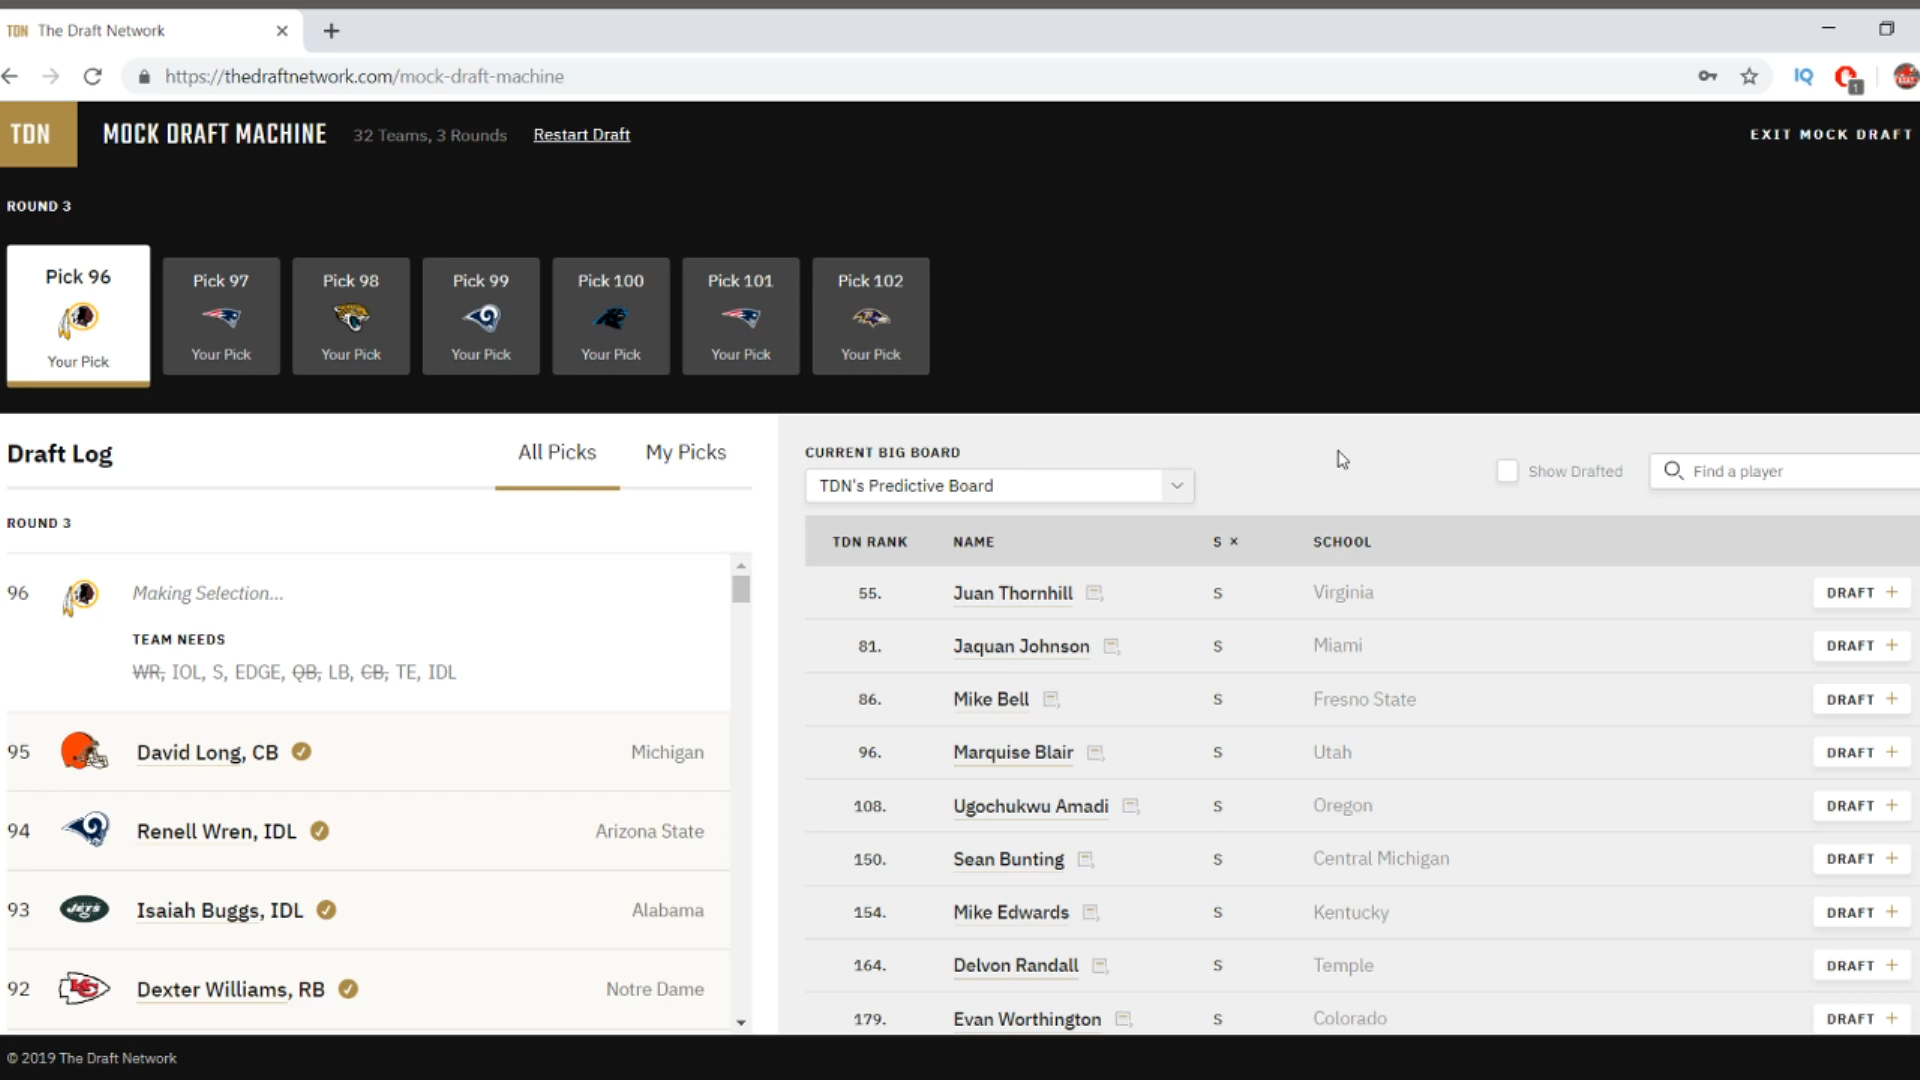 TDN The Draft Network
https://thedraftnetwork.com/mock-draft-machine
IQ
1
TDN
MOCK DRAFT MACHINE
32 Teams, 3 Rounds
Restart Draft
EXIT MOCK DRAFT
ROUND 3
Pick 96
Your Pick
Pick 97
Your Pick
Pick 98
Your Pick
Pick 99
Your Pick
Pick 100
Your Pick
Pick 101
Your Pick
Pick 102
Your Pick
Draft Log
All Picks
My Picks
ROUND 3
96
Making Selection...
TEAM NEEDS
WR, IOL, S, EDGE, QB, LB, CB, TE, IDL
95 David Long, CB Michigan
94 Renell Wren, IDL Arizona State
93 JETS Isaiah Buggs, IDL Alabama
92 KC Dexter Williams, RB Notre Dame
CURRENT BIG BOARD
TDN's Predictive Board
Show Drafted
Find a player
TDN RANK NAME S × SCHOOL
55. Juan Thornhill S Virginia DRAFT +
81. Jaquan Johnson S Miami DRAFT +
86. Mike Bell S Fresno State DRAFT +
96. Marquise Blair S Utah DRAFT +
108. Ugochukwu Amadi S Oregon DRAFT +
150. Sean Bunting S Central Michigan DRAFT +
154. Mike Edwards S Kentucky DRAFT +
164. Delvon Randall S Temple DRAFT +
179. Evan Worthington S Colorado DRAFT +
© 2019 The Draft Network